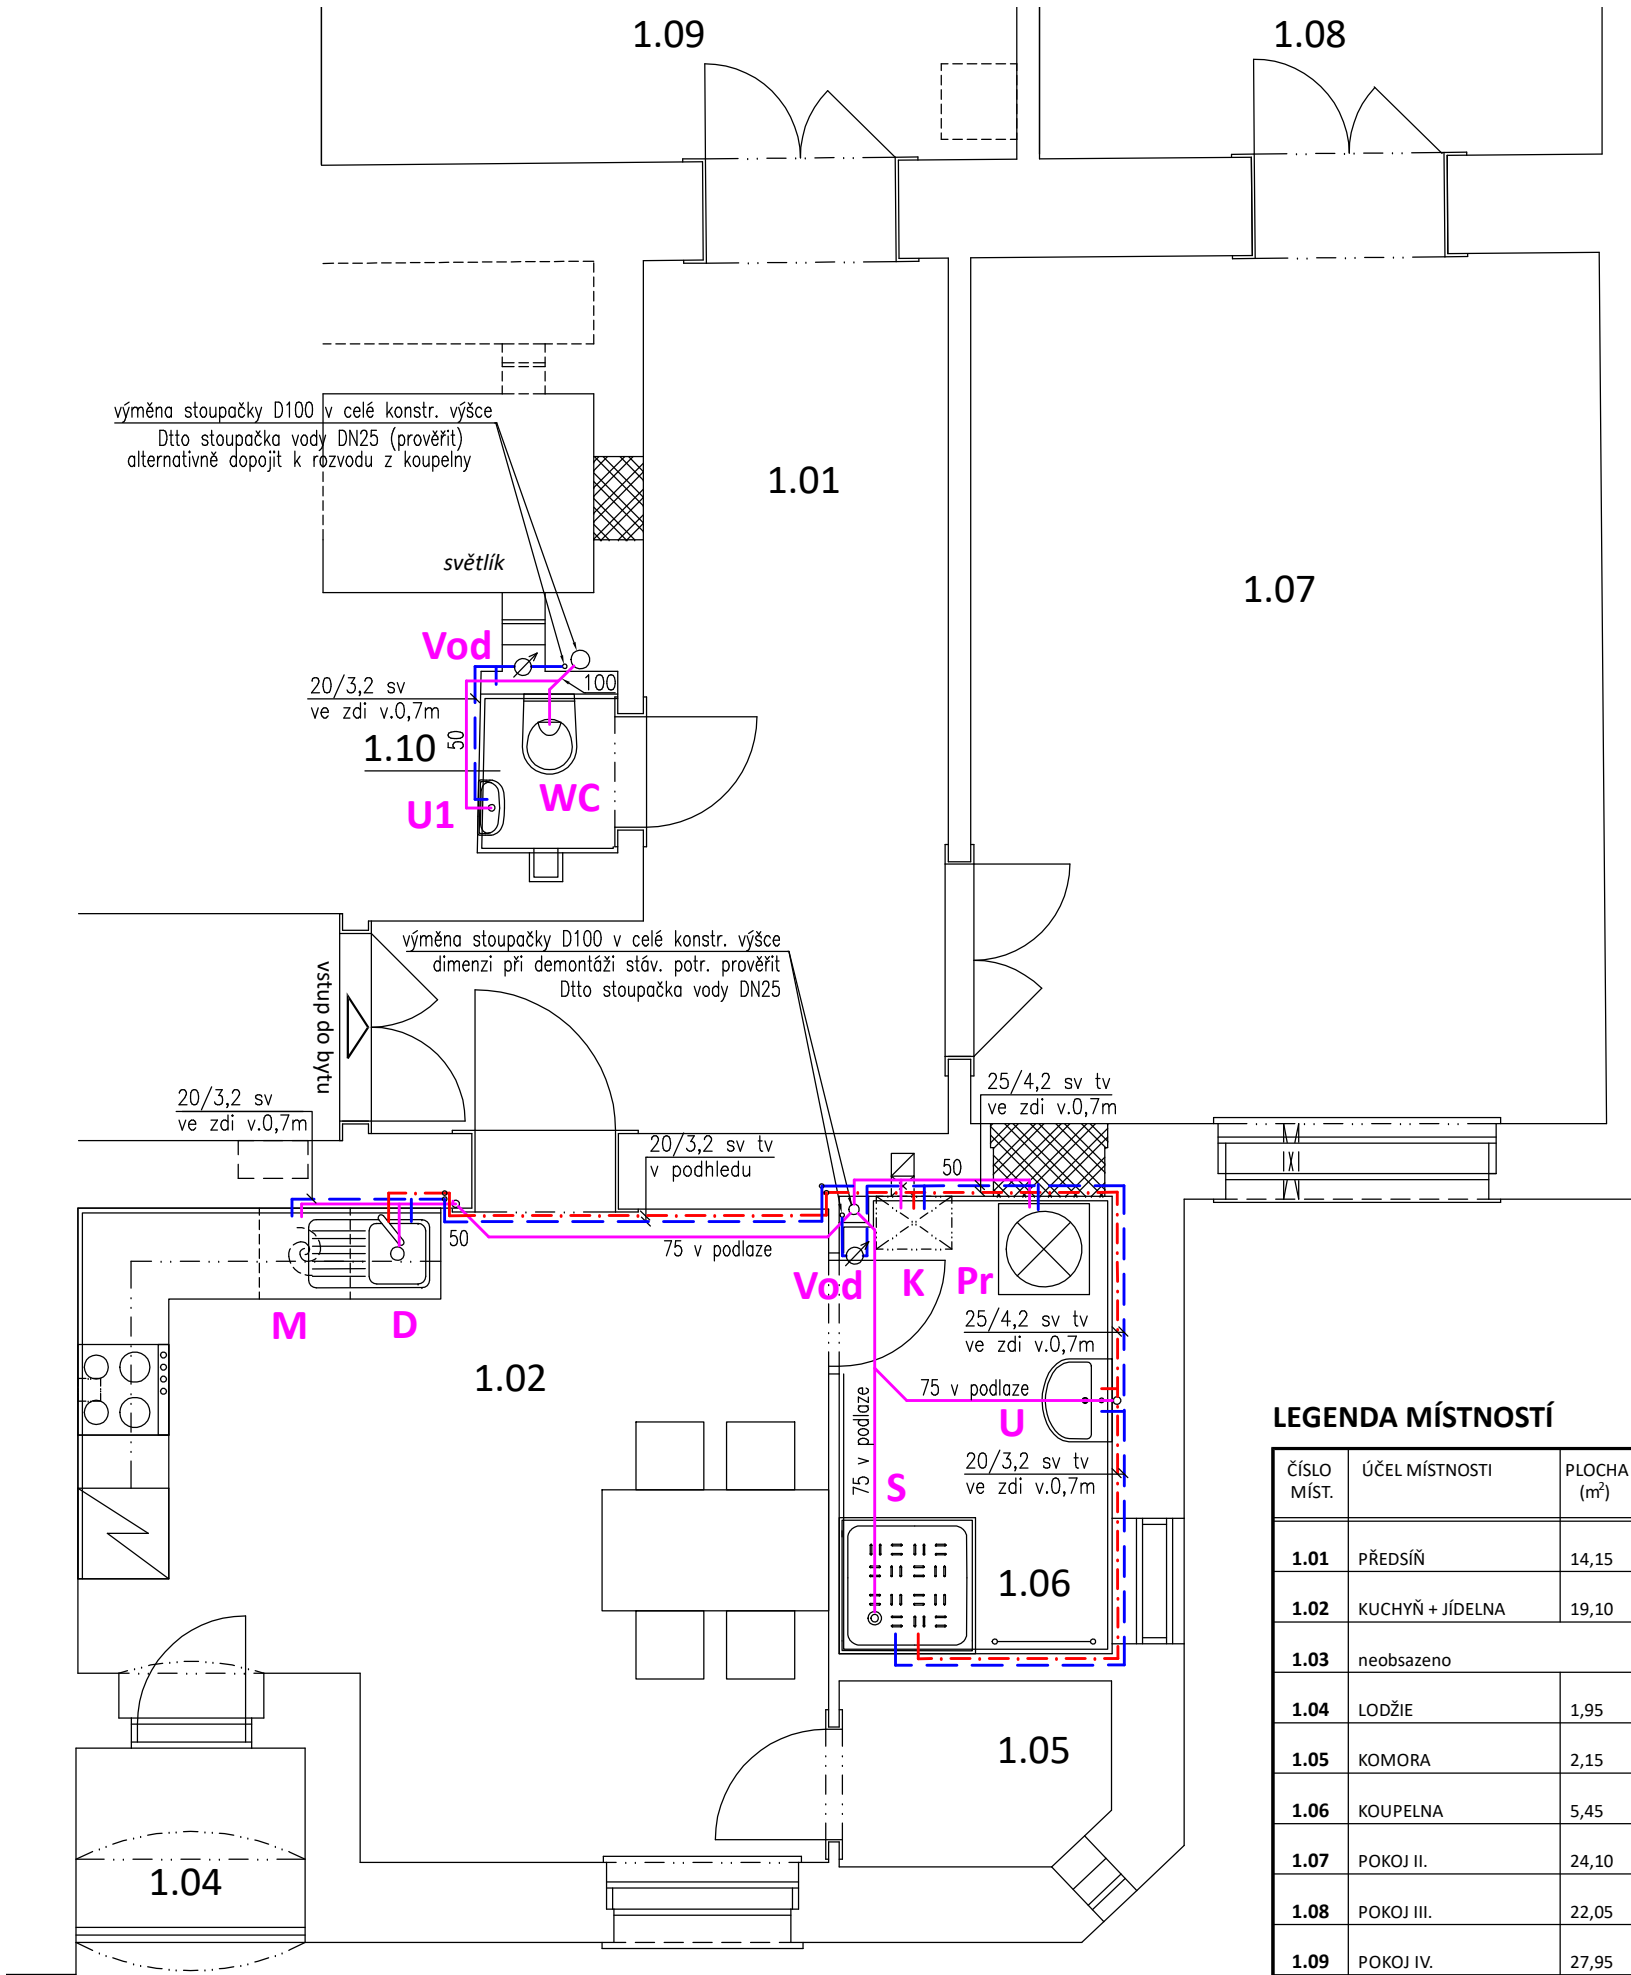 1.09
1.08
výměna stoupačky D100 v celé konstr. výšce
Dtto stoupačka vody DN25 (prověřit)
alternativně dopojit k rozvodu z koupelny
1.01
světlík
1.07
Vod
20/3,2 sv
ve zdi v.0,7m
100
1.10
50
WC
U1
výměna stoupačky D100 v celé konstr. výšce
dimenzi při demontáži stáv. potr. prověřit
Dtto stoupačka vody DN25
vstup do bytu
20/3,2 sv
ve zdi v.0,7m
25/4,2 sv tv
ve zdi v.0,7m
20/3,2 sv tv
v podhledu
50
50
75 v podlaze
Vod
K
Pr
M
D
25/4,2 sv tv
ve zdi v.0,7m
1.02
75 v podlaze
75 v podlaze
U
20/3,2 sv tv
ve zdi v.0,7m
S
1.06
1.05
1.04
LEGENDA MÍSTNOSTÍ
ČÍSLO MÍST. ÚČEL MÍSTNOSTI PLOCHA (m²)
1.01 PŘEDSÍŇ 14,15
1.02 KUCHYŇ + JÍDELNA 19,10
1.03 neobsazeno
1.04 LODŽIE 1,95
1.05 KOMORA 2,15
1.06 KOUPELNA 5,45
1.07 POKOJ II. 24,10
1.08 POKOJ III. 22,05
1.09 POKOJ IV. 27,95